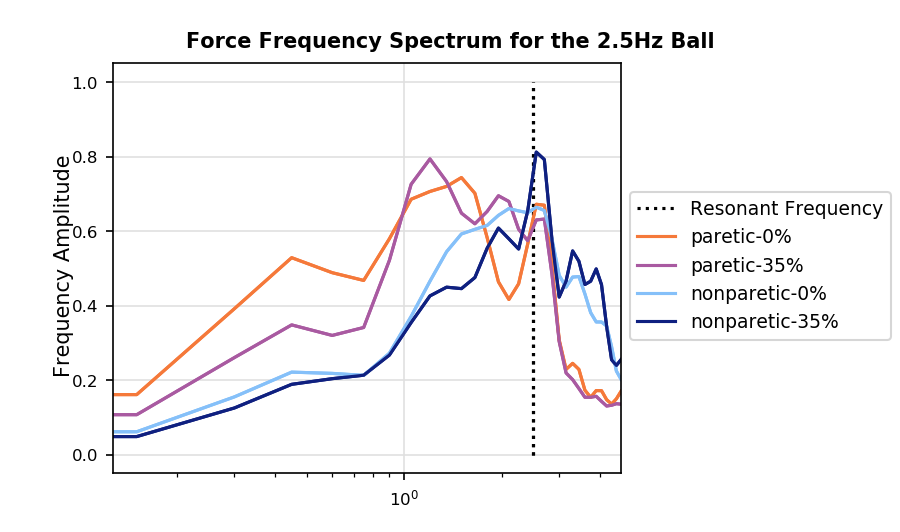 Force Frequency Spectrum for the 2.5Hz Ball
Frequency Amplitude
1.0
0.8
0.6
0.4
0.2
0.0
10^0
Resonant Frequency
paretic-0%
paretic-35%
nonparetic-0%
nonparetic-35%